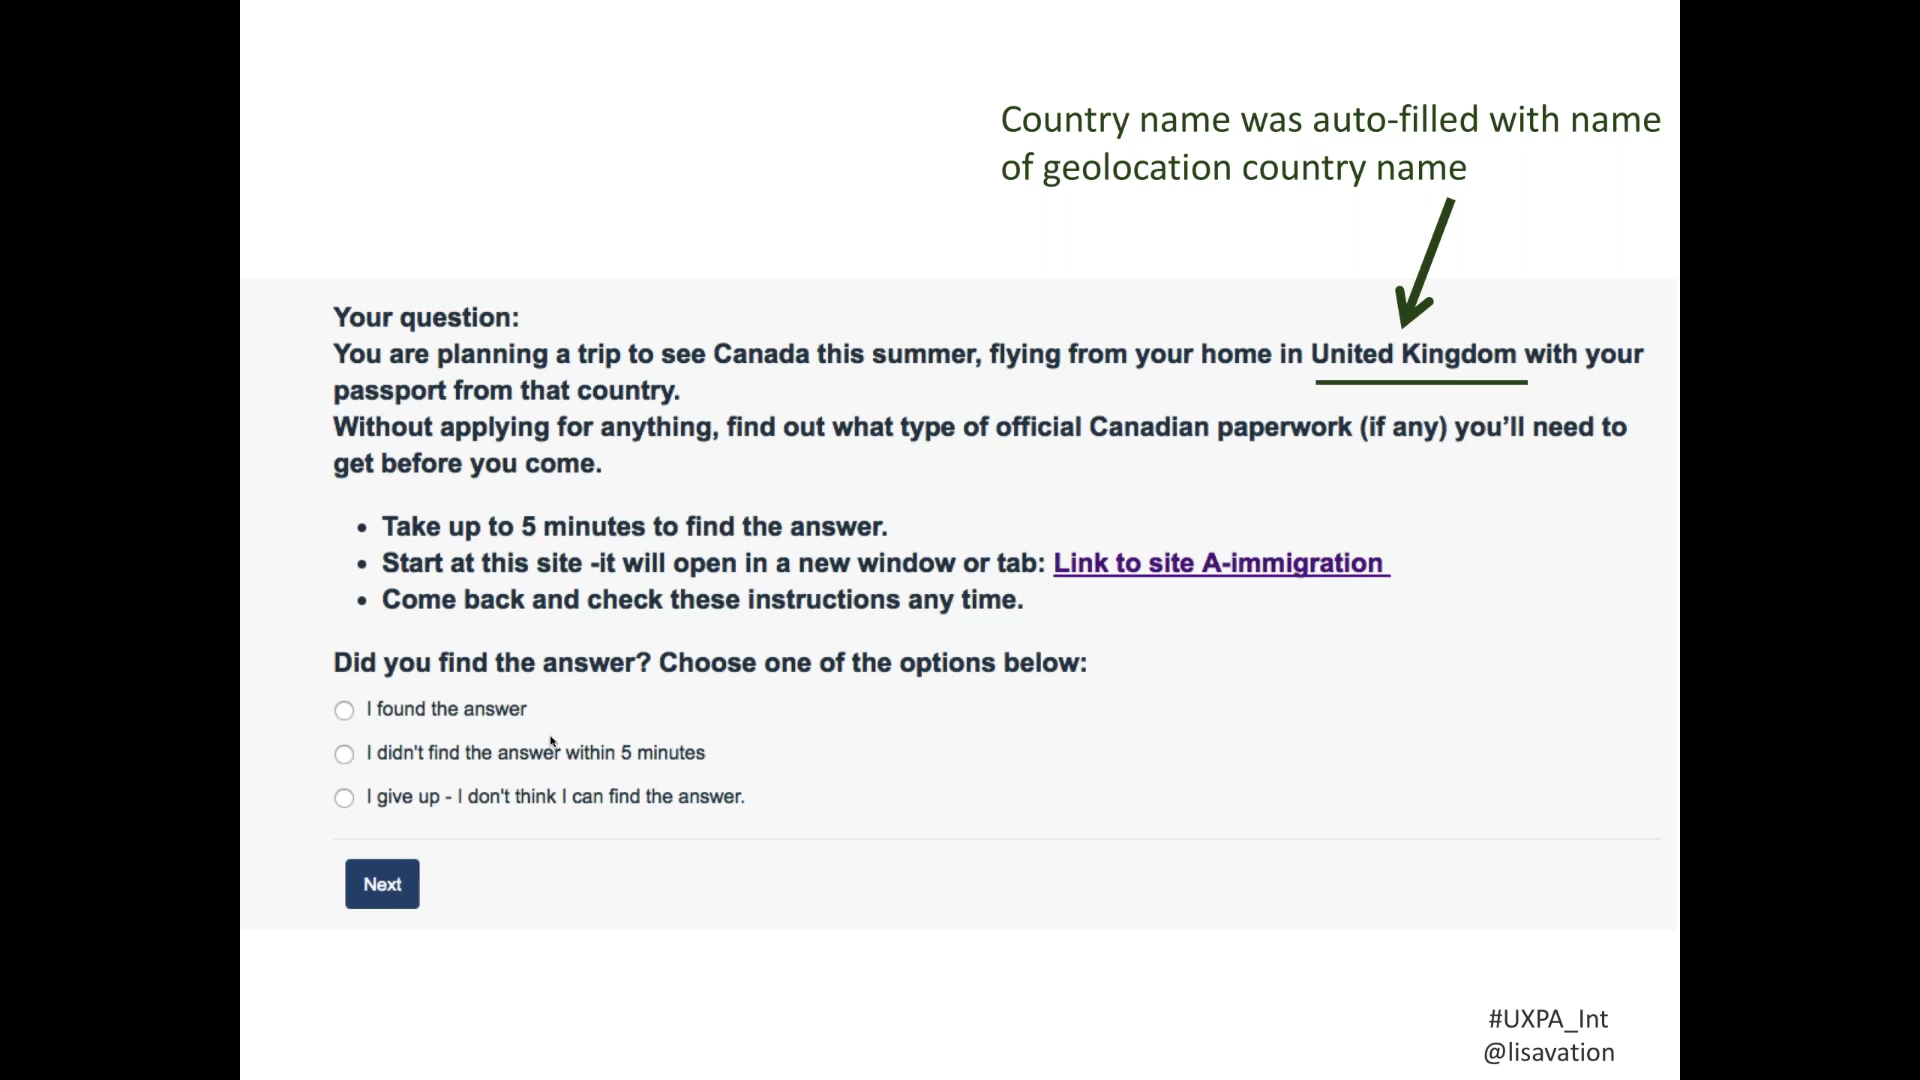 Country name was auto-filled with name
of geolocation country name
Your question:
You are planning a trip to see Canada this summer, flying from your home in United Kingdom with your
passport from that country.
Without applying for anything, find out what type of official Canadian paperwork (if any) you’ll need to
get before you come.
• Take up to 5 minutes to find the answer.
• Start at this site -it will open in a new window or tab: Link to site A-immigration
• Come back and check these instructions any time.
Did you find the answer? Choose one of the options below:
I found the answer
I didn't find the answer within 5 minutes
I give up - I don't think I can find the answer.
Next
#UXPA_Int
@lisavation